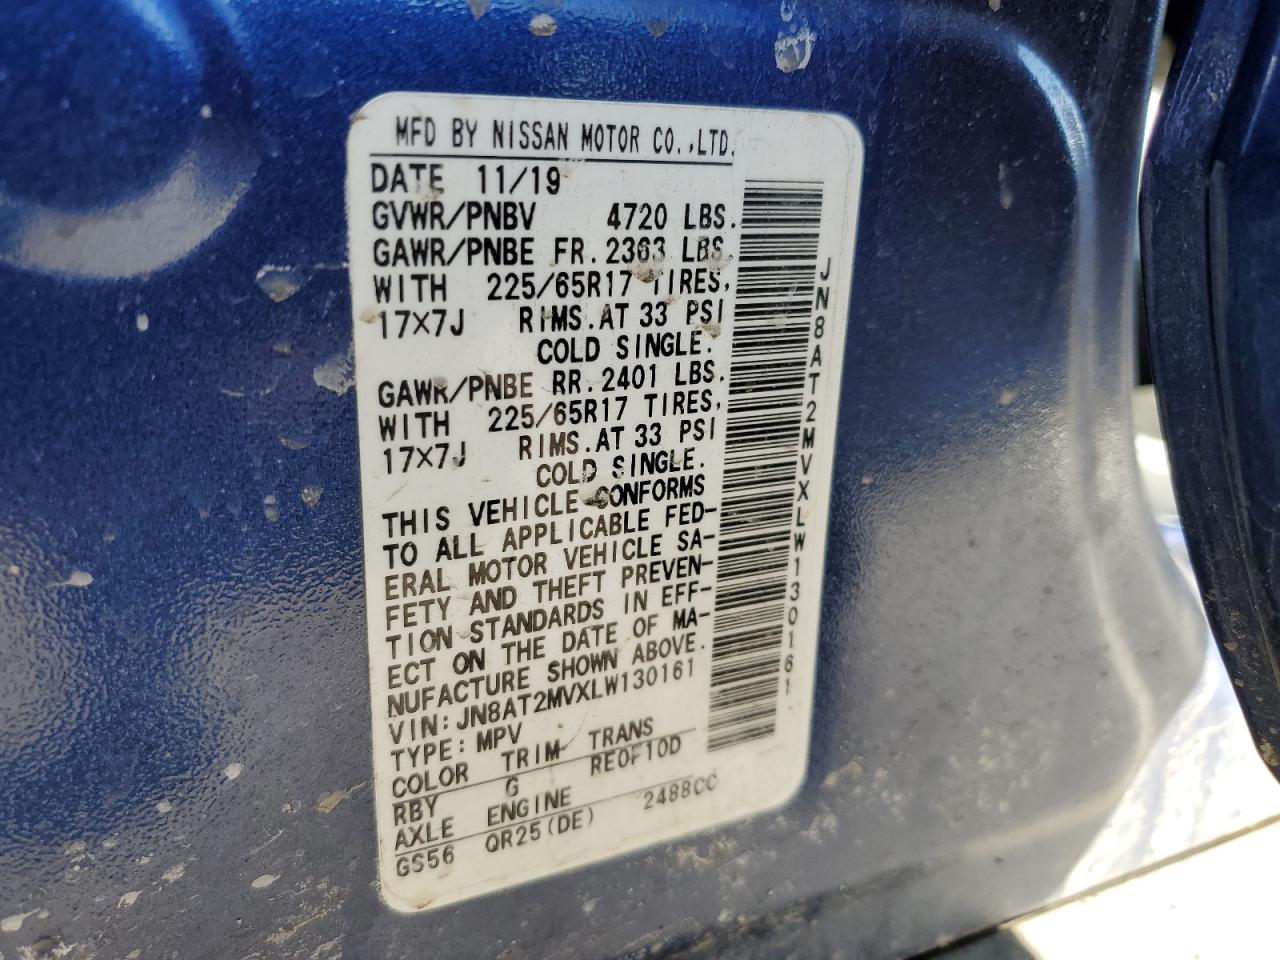 MFD BY NISSAN MOTOR CO.,LTD.
DATE 11/19
GVWR/PNBV 4720 LBS.
GAWR/PNBE FR. 2363 LBS.
WITH 225/65R17 TIRES,
17×7J RIMS. AT 33 PSI
COLD SINGLE.
GAWR/PNBE RR. 2401 LBS.
WITH 225/65R17 TIRES,
17×7J RIMS. AT 33 PSI
COLD SINGLE.
THIS VEHICLE CONFORMS
TO ALL APPLICABLE FED-
ERAL MOTOR VEHICLE SA-
FETY AND THEFT PREVEN-
TION STANDARDS IN EFF-
ECT ON THE DATE OF MA-
NUFACTURE SHOWN ABOVE.
VIN: JN8AT2MVXLW130161
TYPE: MPV
COLOR TRIM TRANS
RBY G RE0F10D
AXLE ENGINE
GS56 QR25(DE) 2488CC
JN8AT2MVXLW130161